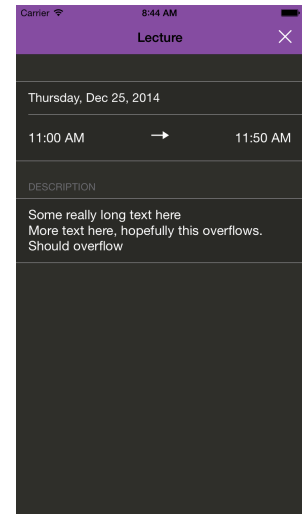 Carrier 8:44 AM
Lecture
Thursday, Dec 25, 2014
11:00 AM → 11:50 AM
DESCRIPTION
Some really long text here
More text here, hopefully this overflows.
Should overflow